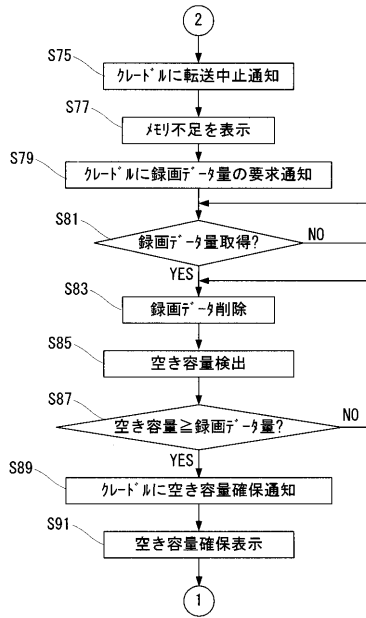 2
S75
クレードルに転送中止通知
S77
メモリ不足を表示
S79
クレードルに録画データ量の要求通知
S81
録画データ量取得?
NO
YES
S83
録画データ削除
S85
空き容量検出
S87
空き容量≧録画データ量?
NO
YES
S89
クレードルに空き容量確保通知
S91
空き容量確保表示
1